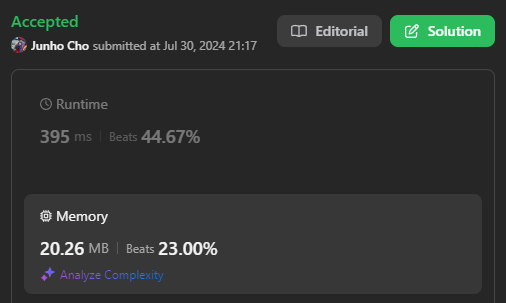 Accepted
Junho Cho submitted at Jul 30, 2024 21:17
Editorial
Solution
Runtime
395 ms | Beats 44.67%
Memory
20.26 MB | Beats 23.00%
Analyze Complexity